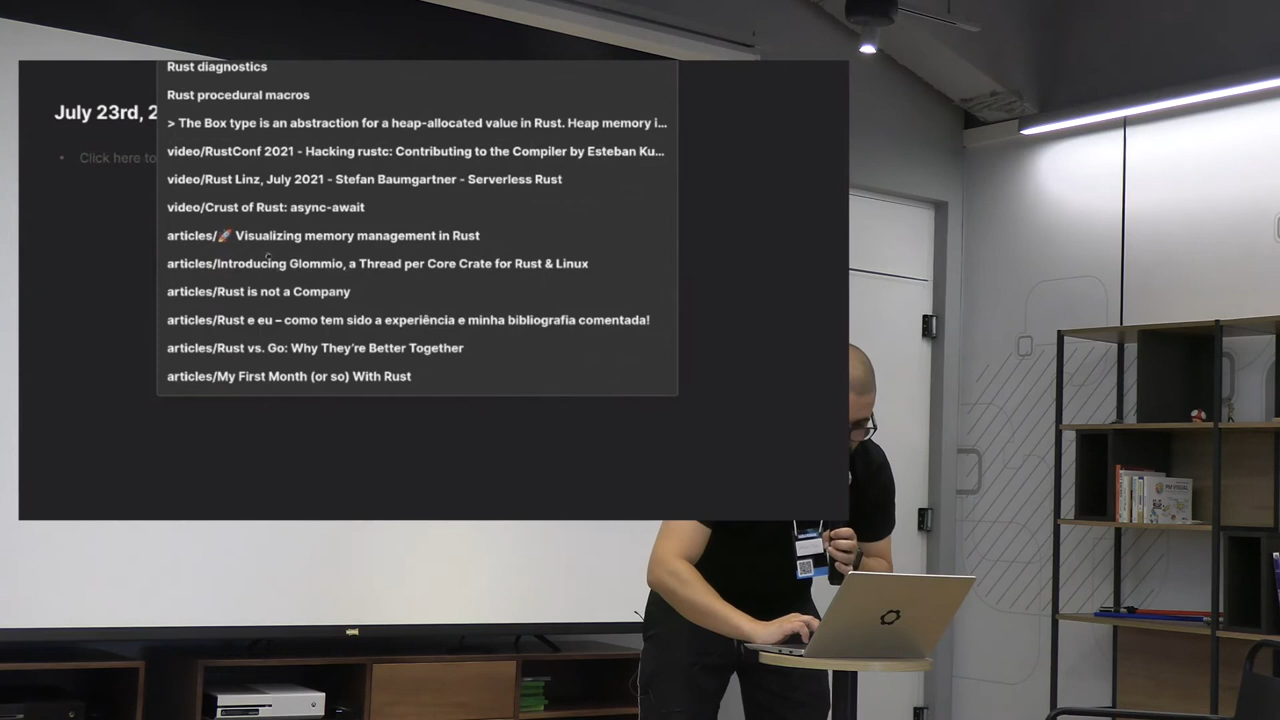 Rust diagnostics
July 23rd, 2
Rust procedural macros
> The Box type is an abstraction for a heap-allocated value in Rust. Heap memory i...
Click here to
video/RustConf 2021 - Hacking rustc: Contributing to the Compiler by Esteban Ku...
video/Rust Linz, July 2021 - Stefan Baumgartner - Serverless Rust
video/Crust of Rust: async-await
articles/🚀 Visualizing memory management in Rust
articles/Introducing Glommio, a Thread per Core Crate for Rust & Linux
articles/Rust is not a Company
articles/Rust e eu – como tem sido a experiência e minha bibliografia comentada!
articles/Rust vs. Go: Why They’re Better Together
articles/My First Month (or so) With Rust